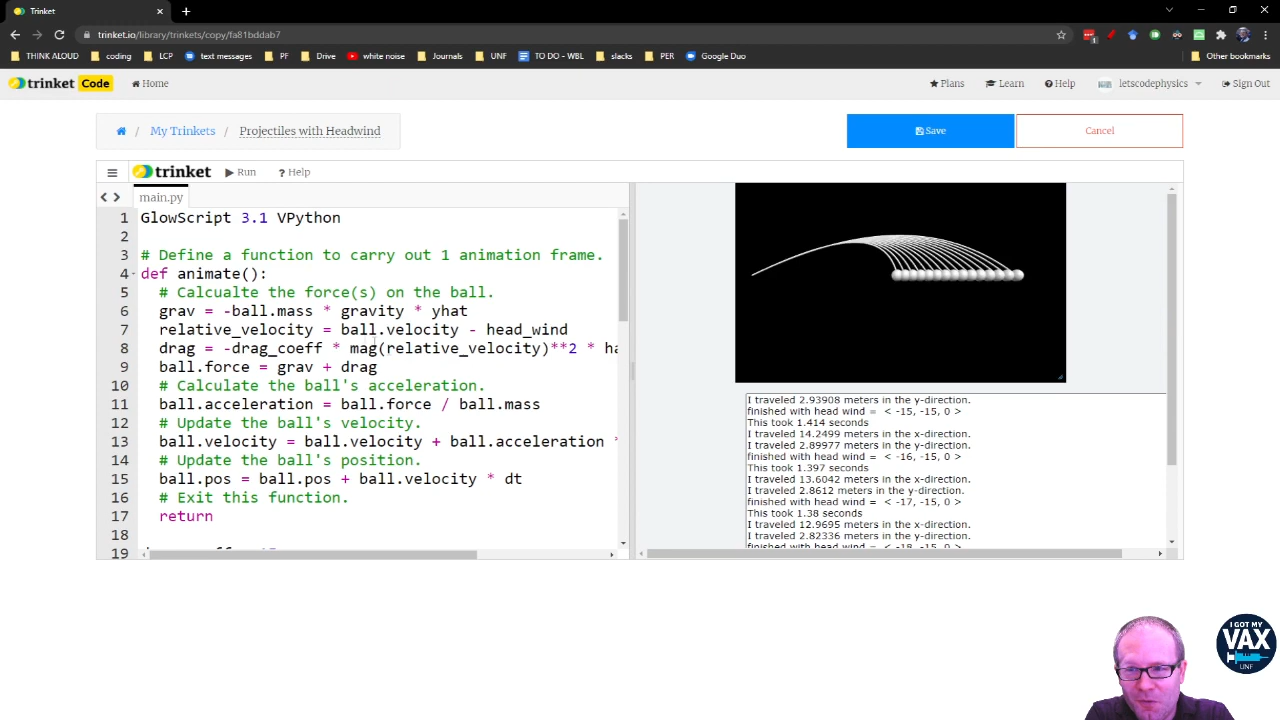 Trinket
trinket.io/library/trinkets/copy/fa81bddab7
THINK ALOUD coding LCP text messages PF Drive white noise Journals UNF TO DO - WBL slacks PER Google Duo Other bookmarks
trinket Code Home Plans Learn Help letscodephysics Sign Out
/ My Trinkets / Projectiles with Headwind Save Cancel
trinket Run ? Help
main.py
1 GlowScript 3.1 VPython
2
3 # Define a function to carry out 1 animation frame.
4 def animate():
5 # Calcualte the force(s) on the ball.
6 grav = -ball.mass * gravity * yhat
7 relative_velocity = ball.velocity - head_wind
8 drag = -drag_coeff * mag(relative_velocity)**2 * ha
9 ball.force = grav + drag
10 # Calculate the ball's acceleration.
11 ball.acceleration = ball.force / ball.mass
12 # Update the ball's velocity.
13 ball.velocity = ball.velocity + ball.acceleration *
14 # Update the ball's position.
15 ball.pos = ball.pos + ball.velocity * dt
16 # Exit this function.
17 return
18
19
I traveled 2.93908 meters in the y-direction.
finished with head wind = < -15, -15, 0 >
This took 1.414 seconds
I traveled 14.2499 meters in the x-direction.
I traveled 2.89977 meters in the y-direction.
finished with head wind = < -16, -15, 0 >
This took 1.397 seconds
I traveled 13.6042 meters in the x-direction.
I traveled 2.8612 meters in the y-direction.
finished with head wind = < -17, -15, 0 >
This took 1.38 seconds
I traveled 12.9695 meters in the x-direction.
I traveled 2.82336 meters in the y-direction.
finished with head wind = < -18, -15, 0 >
I GOT MY
VAX
UNF